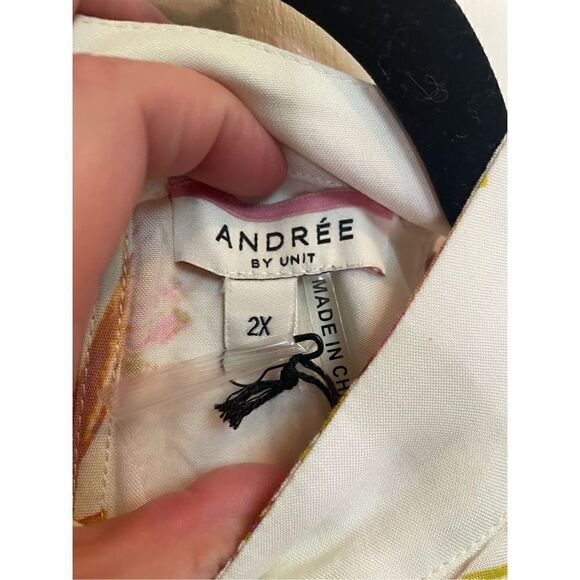 ANDRÉE
BY UNIT
2X
MADE IN CH